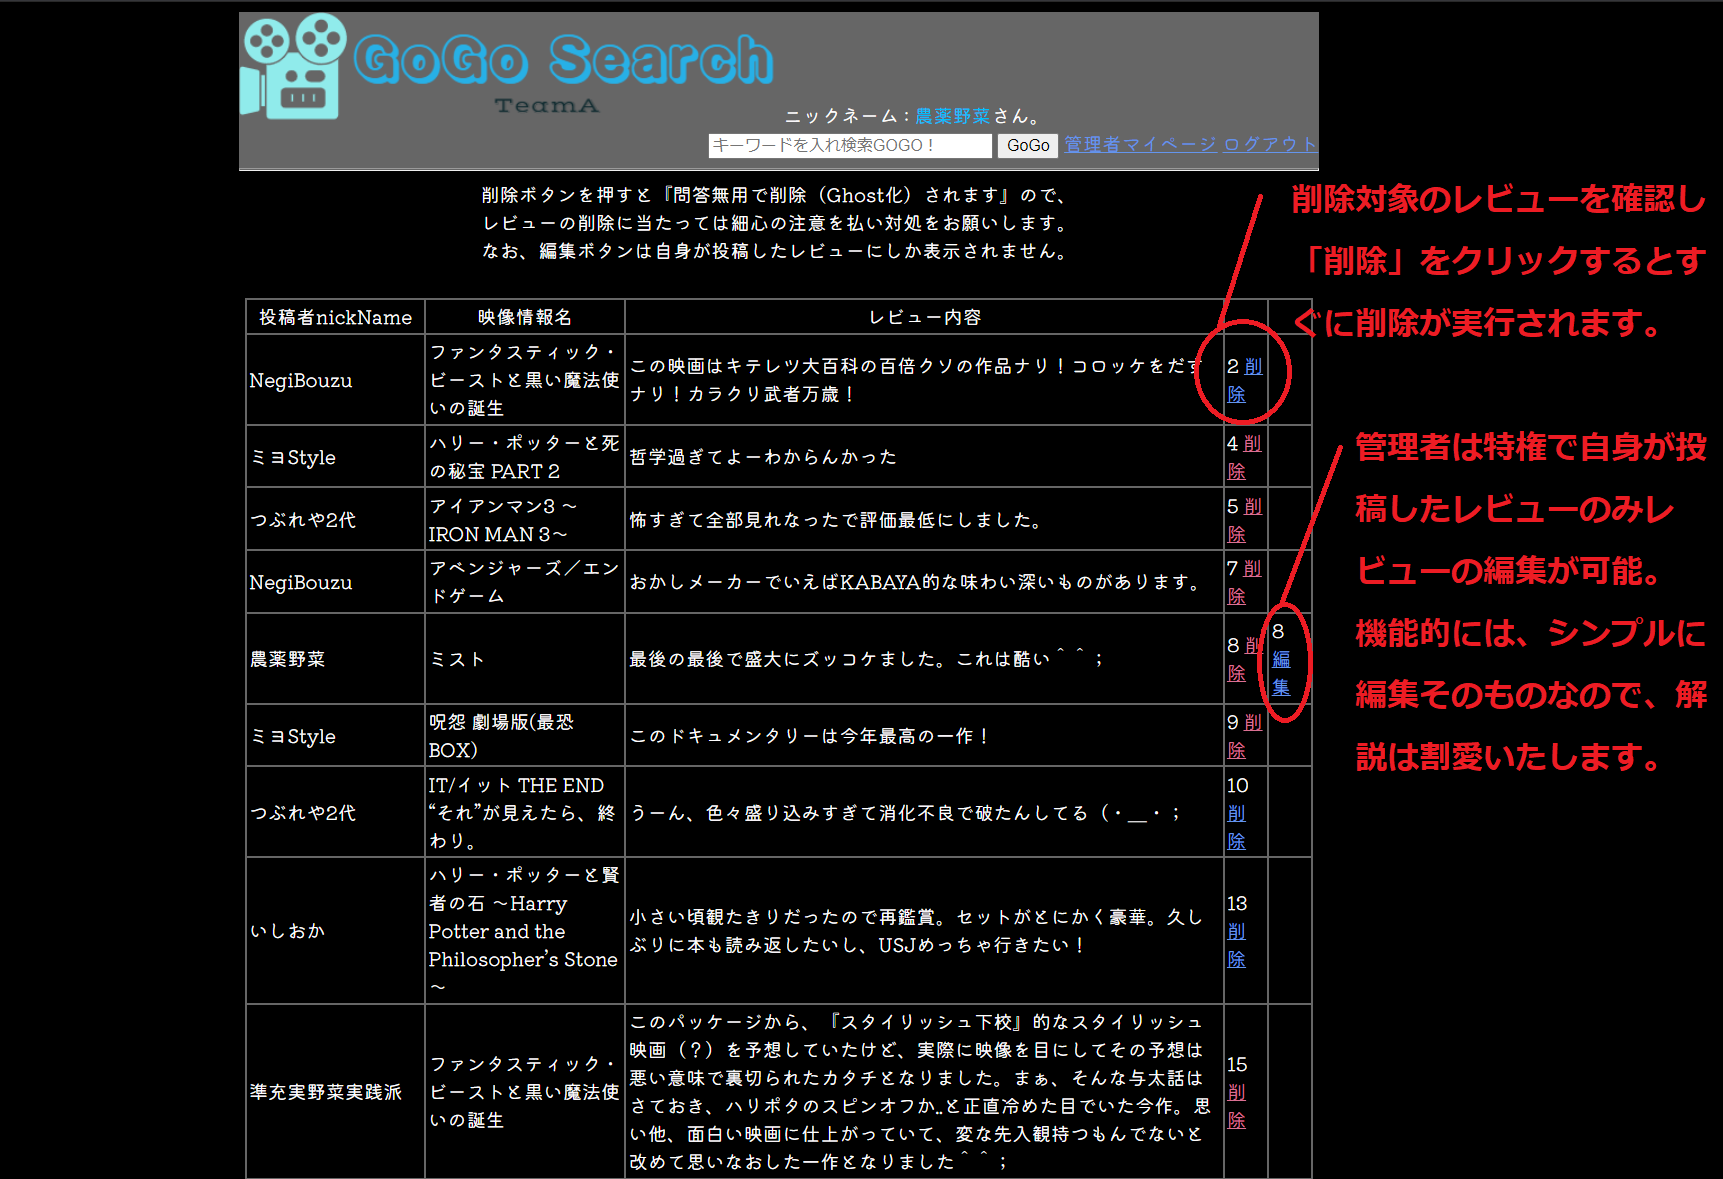 GoGo Search
TeamA
ニックネーム：農薬野菜さん。
キーワードを入れ検索GOGO！ GoGo 管理者マイページ ログアウト
削除ボタンを押すと『問答無用で削除（Ghost化）されます』ので、
レビューの削除に当たっては細心の注意を払い対処をお願いします。
なお、編集ボタンは自身が投稿したレビューにしか表示されません。
削除対象のレビューを確認し
「削除」をクリックするとす
ぐに削除が実行されます。
管理者は特権で自身が投
稿したレビューのみレ
ビューの編集が可能。
機能的には、シンプルに
編集そのものなので、解
説は割愛いたします。
投稿者nickName 映像情報名 レビュー内容
NegiBouzu
ファンタスティック・
ビーストと黒い魔法使
いの誕生
この映画はキテレツ大百科の百倍クソの作品ナリ！コロッケをだす
ナリ！カラクリ武者万歳！
2 削
除
ミヨStyle
ハリー・ポッターと死
の秘宝 PART 2
哲学過ぎてよーわからんかった
4 削
除
つぶれや2代
アイアンマン3 ～
IRON MAN 3～
怖すぎて全部見れなったで評価最低にしました。
5 削
除
NegiBouzu
アベンジャーズ／エン
ドゲーム
おかしメーカーでいえばKABAYA的な味わい深いものがあります。
7 削
除
農薬野菜
ミスト
最後の最後で盛大にズッコケました。これは酷い＾＾；
8 削
除
8
編
集
ミヨStyle
呪怨 劇場版(最恐
BOX)
このドキュメンタリーは今年最高の一作！
9 削
除
つぶれや2代
IT/イット THE END
“それ”が見えたら、終
わり。
うーん、色々盛り込みすぎて消化不良で破たんしてる（・__・；
10
削
除
いしおか
ハリー・ポッターと賢
者の石 ～Harry
Potter and the
Philosopher’s Stone
～
小さい頃観たきりだったので再鑑賞。セットがとにかく豪華。久し
ぶりに本も読み返したいし、USJめっちゃ行きたい！
13
削
除
準充実野菜実践派
ファンタスティック・
ビーストと黒い魔法使
いの誕生
このパッケージから、『スタイリッシュ下校』的なスタイリッシュ
映画（？）を予想していたけど、実際に映像を目にしてその予想は
悪い意味で裏切られたカタチとなりました。まぁ、そんな与太話は
さておき、ハリポタのスピンオフか..と正直冷めた目でいた今作。思
い他、面白い映画に仕上がっていて、変な先入観持つもんでないと
改めて思いなおした一作となりました＾＾；
15
削
除